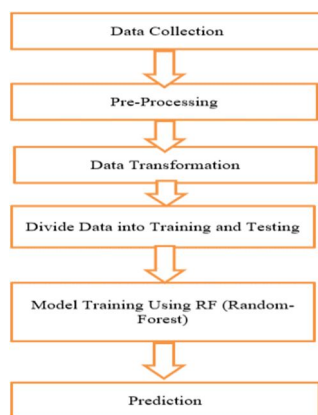 Data Collection
Pre-Processing
Data Transformation
Divide Data into Training and Testing
Model Training Using RF (Random-
Forest)
Prediction